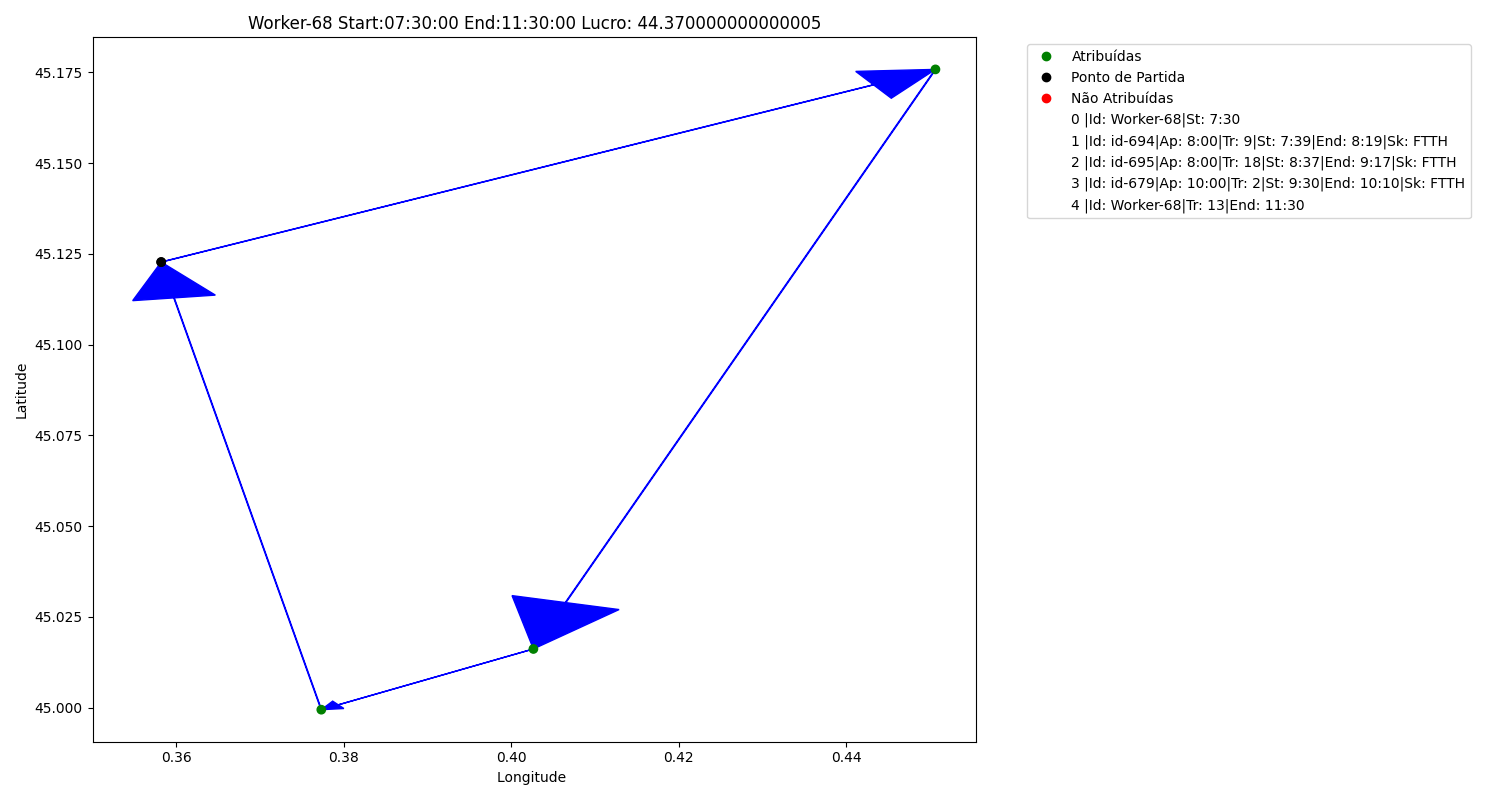 Worker-68 Start:07:30:00 End:11:30:00 Lucro: 44.370000000000005
45.175
45.150
45.125
45.100
45.075
45.050
45.025
45.000
Latitude
0.36
0.38
0.40
0.42
0.44
Longitude
Atribuídas
Ponto de Partida
Não Atribuídas
0 |Id: Worker-68|St: 7:30
1 |Id: id-694|Ap: 8:00|Tr: 9|St: 7:39|End: 8:19|Sk: FTTH
2 |Id: id-695|Ap: 8:00|Tr: 18|St: 8:37|End: 9:17|Sk: FTTH
3 |Id: id-679|Ap: 10:00|Tr: 2|St: 9:30|End: 10:10|Sk: FTTH
4 |Id: Worker-68|Tr: 13|End: 11:30